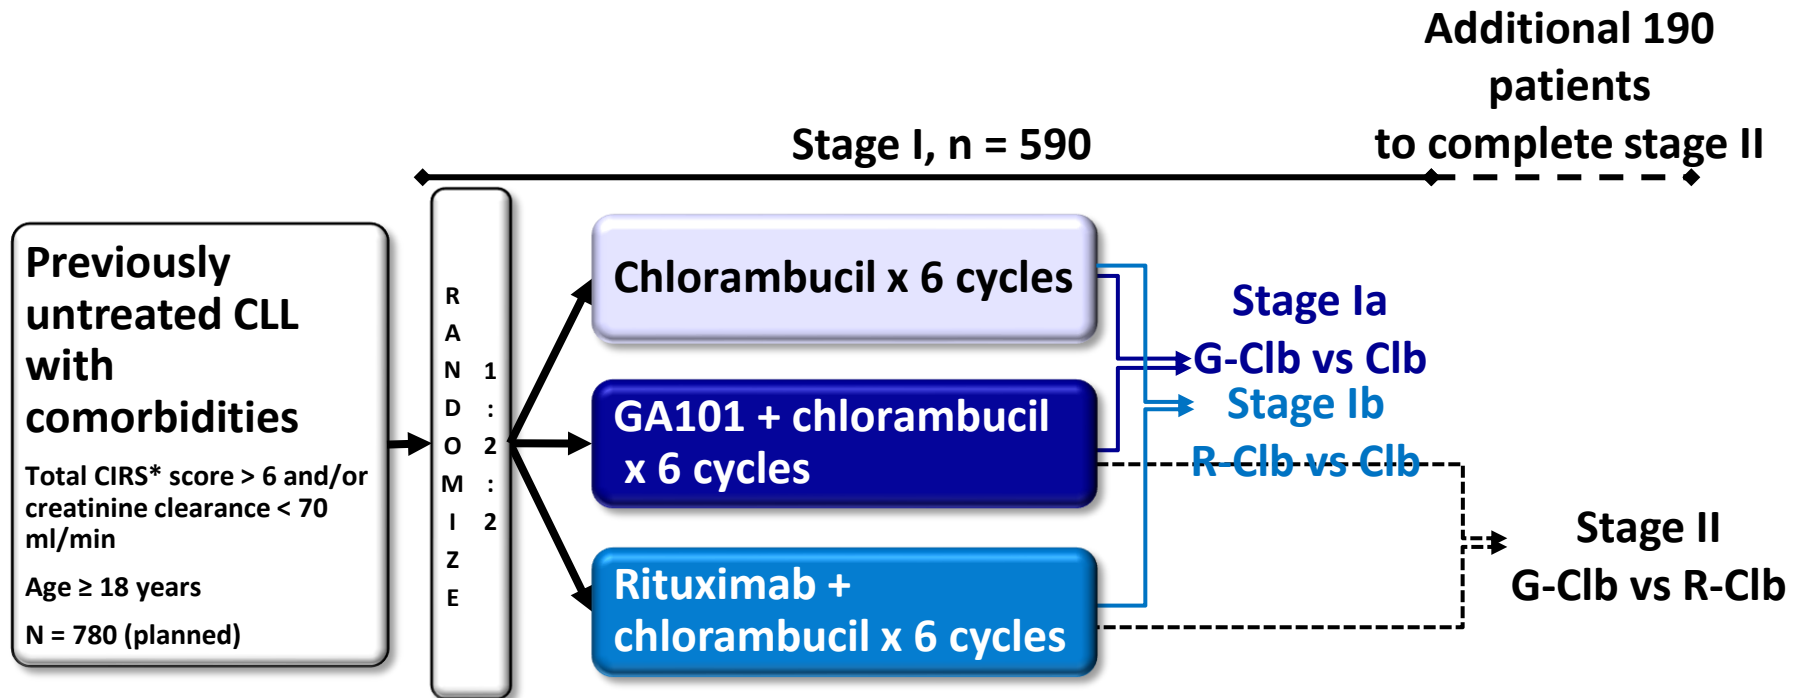 Additional 190
patients
to complete stage II
Stage I, n = 590
Previously
untreated CLL
with
comorbidities
Total CIRS* score > 6 and/or
creatinine clearance < 70
ml/min
Age ≥ 18 years
N = 780 (planned)
RANDOMIZE
1:2:2
Chlorambucil x 6 cycles
GA101 + chlorambucil
x 6 cycles
Rituximab +
chlorambucil x 6 cycles
Stage Ia
G-Clb vs Clb
Stage Ib
R-Clb vs Clb
Stage II
G-Clb vs R-Clb